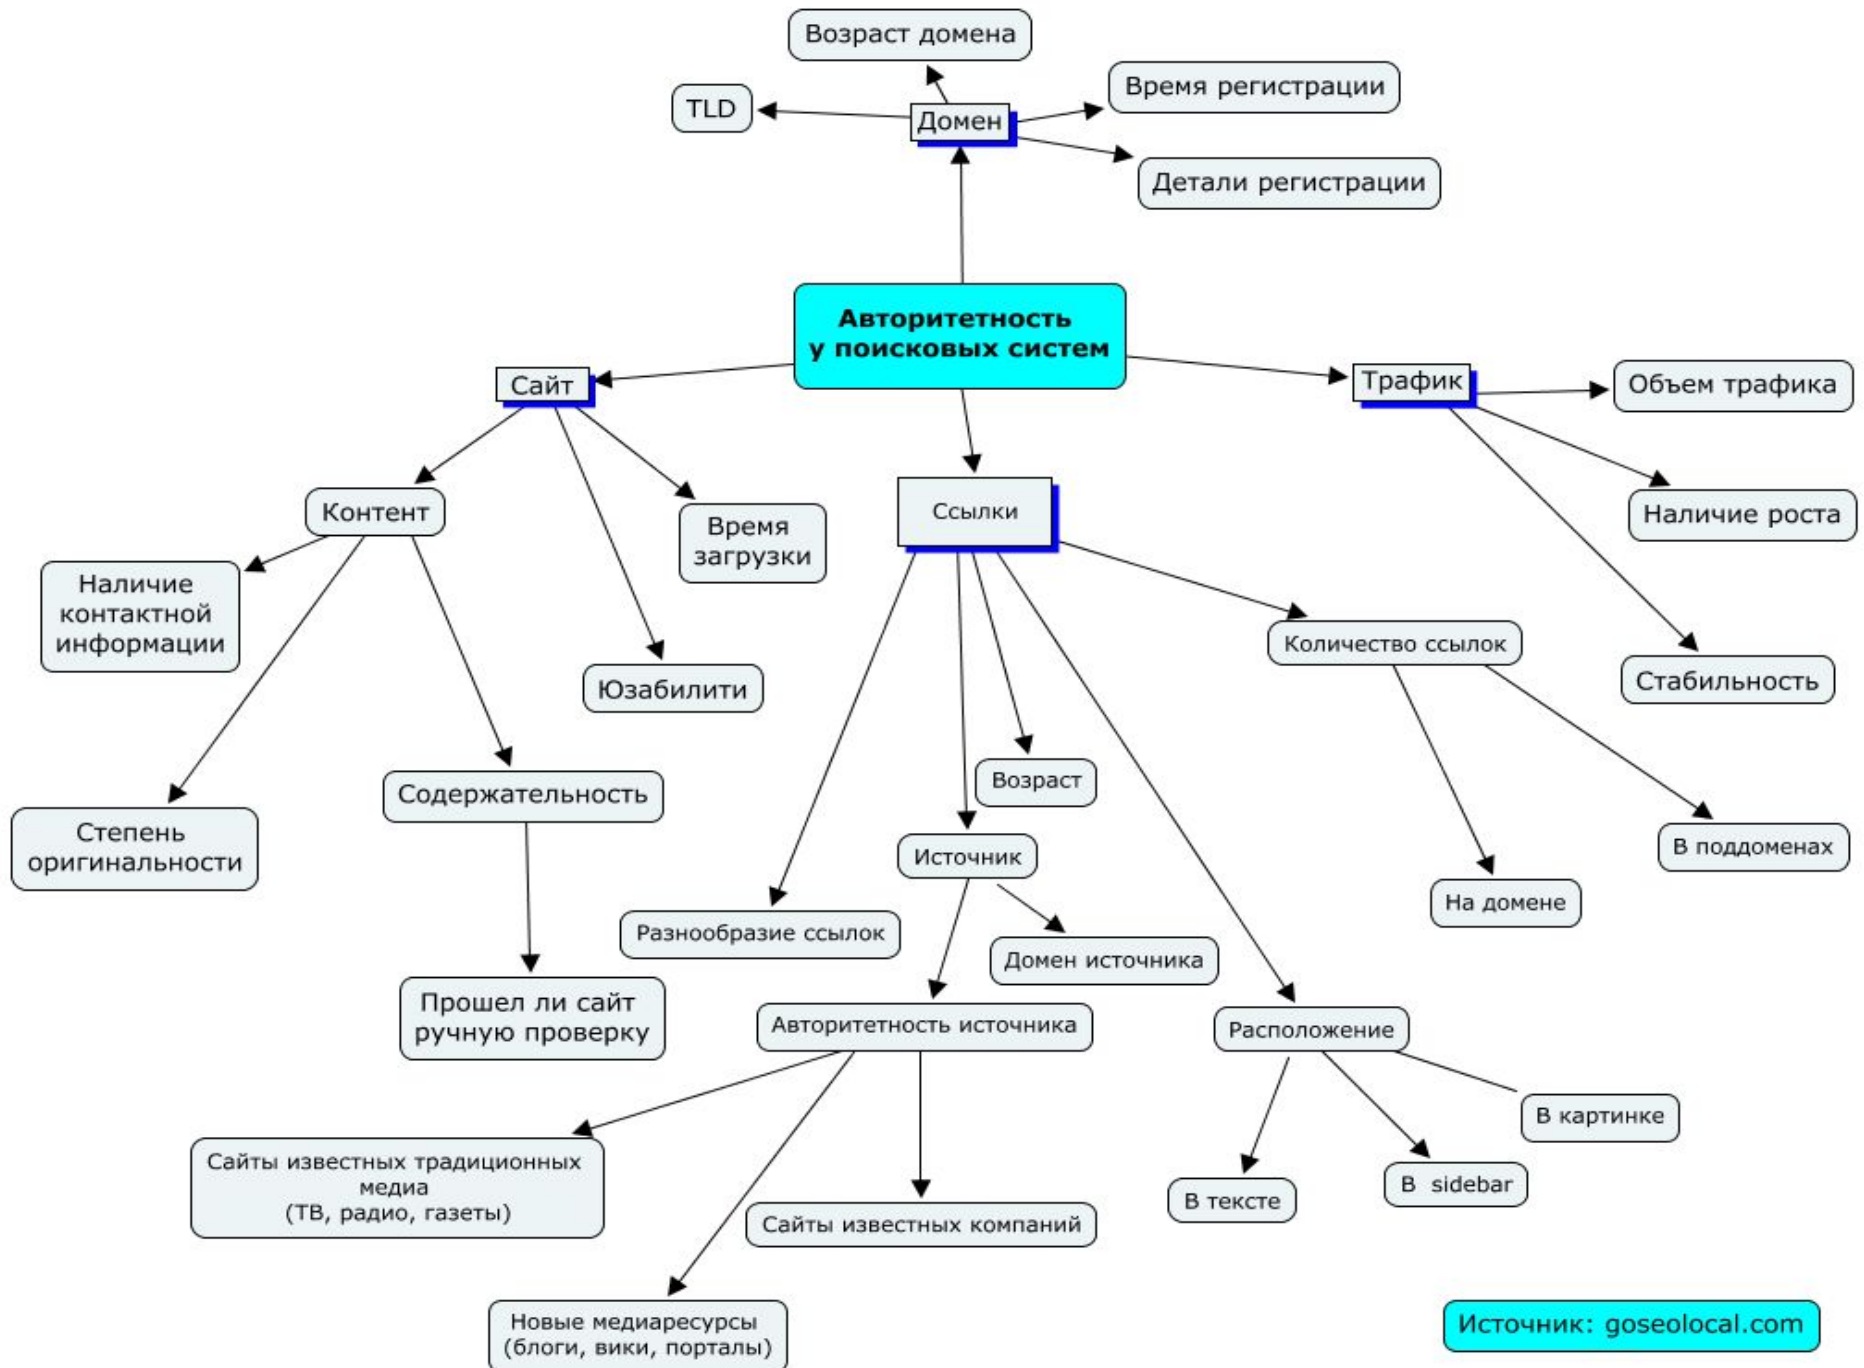 Возраст домена
TLD
Домен
Время регистрации
Детали регистрации
Авторитетность
у поисковых систем
Сайт
Трафик
Объем трафика
Контент
Время
загрузки
Ссылки
Наличие роста
Наличие
контактной
информации
Юзабилити
Количество ссылок
Стабильность
Содержательность
Возраст
Степень
оригинальности
Источник
В поддоменах
На домене
Разнообразие ссылок
Домен источника
Прошел ли сайт
ручную проверку
Авторитетность источника
Расположение
В картинке
Сайты известных традиционных
медиа
(ТВ, радио, газеты)
В sidebar
В тексте
Сайты известных компаний
Новые медиаресурсы
(блоги, вики, порталы)
Источник: goseolocal.com